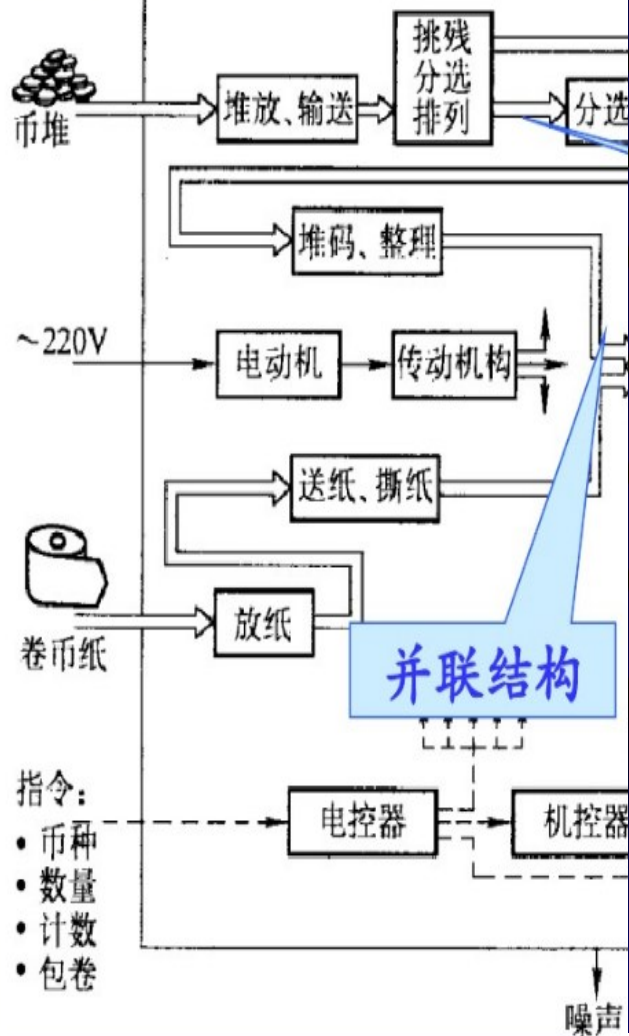 挑残
分选
排列
币堆
堆放、输送
分选
堆码、整理
~220V
电动机
传动机构
送纸、撕纸
卷币纸
放纸
并联结构
指令：
• 币种
• 数量
• 计数
• 包卷
电控器
机控器
噪声